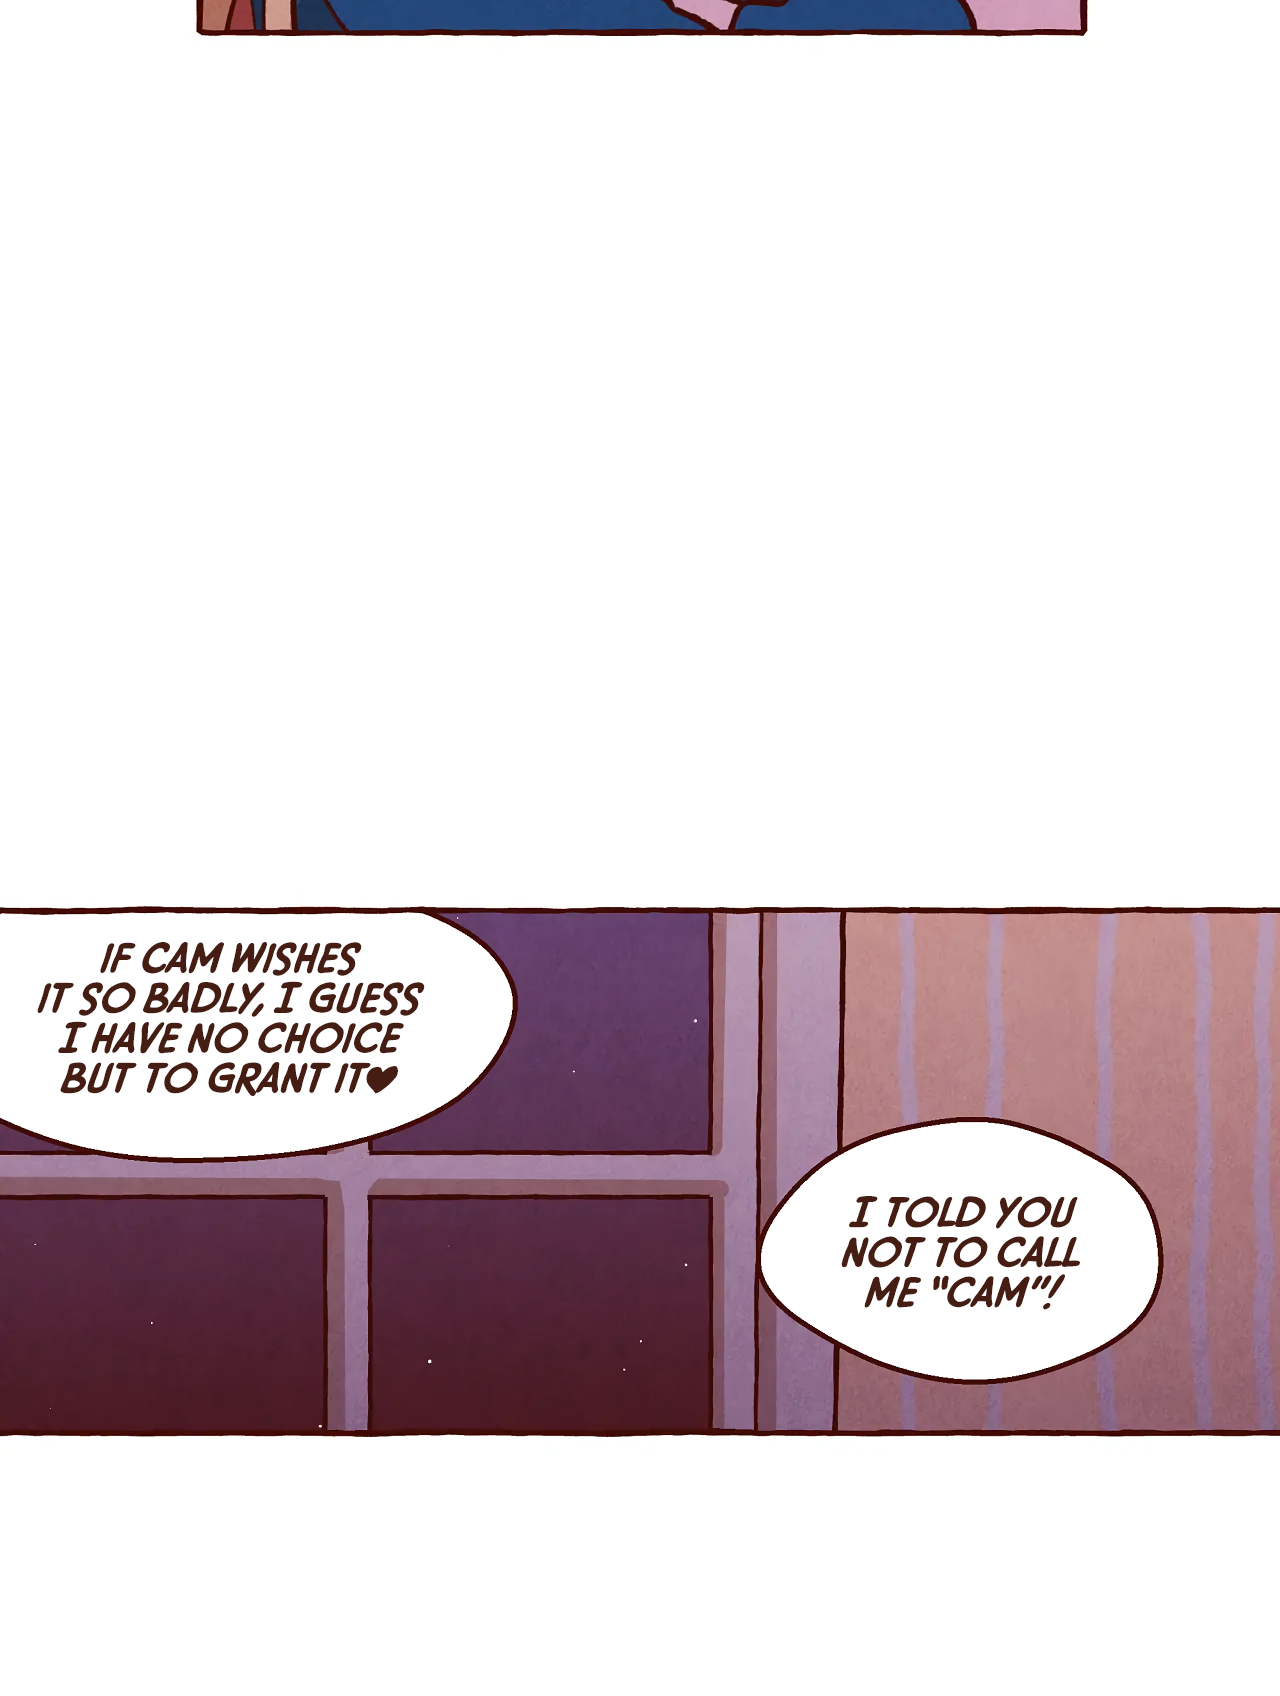 IF CAM WISHES
IT SO BADLY, I GUESS
I HAVE NO CHOICE
BUT TO GRANT IT♥
I TOLD YOU
NOT TO CALL
ME "CAM"!